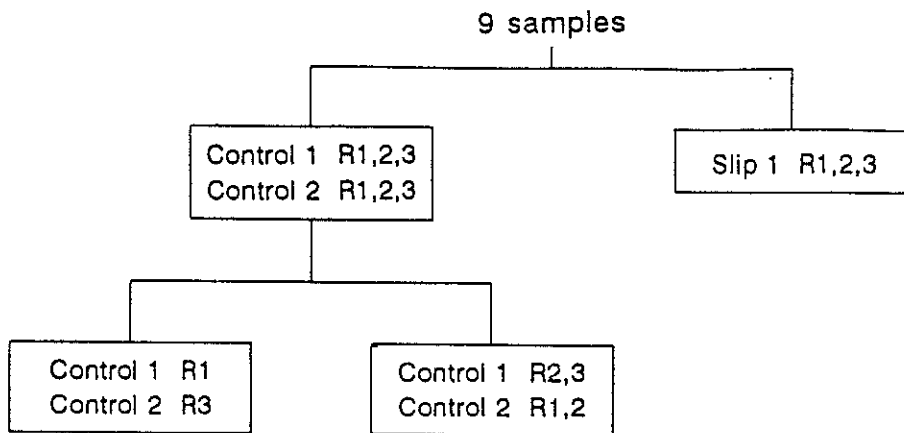 9 samples
Control 1 R1,2,3
Control 2 R1,2,3
Slip 1 R1,2,3
Control 1 R1
Control 2 R3
Control 1 R2,3
Control 2 R1,2